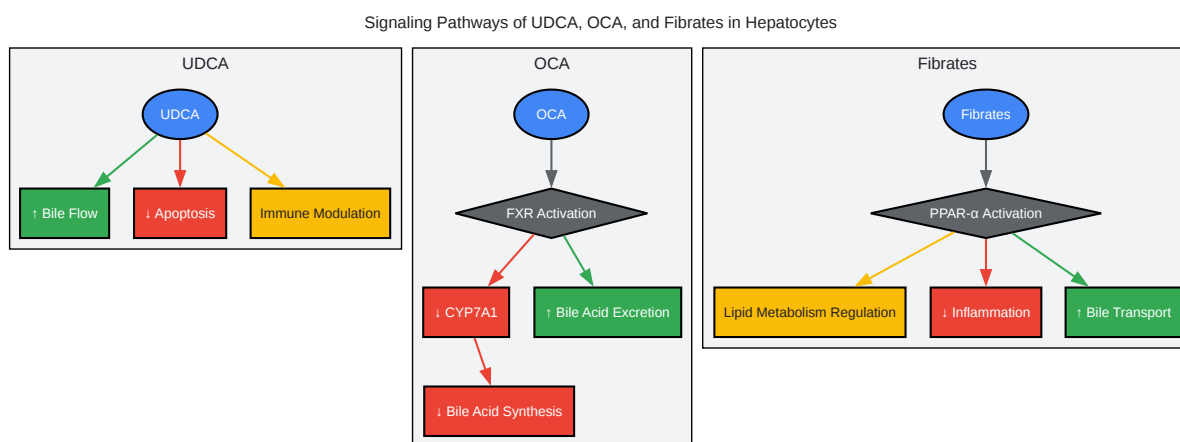 Signaling Pathways of UDCA, OCA, and Fibrates in Hepatocytes
UDCA
UDCA
↑ Bile Flow
↓ Apoptosis
Immune Modulation
OCA
OCA
FXR Activation
↓ CYP7A1
↑ Bile Acid Excretion
↓ Bile Acid Synthesis
Fibrates
Fibrates
PPAR-α Activation
Lipid Metabolism Regulation
↓ Inflammation
↑ Bile Transport